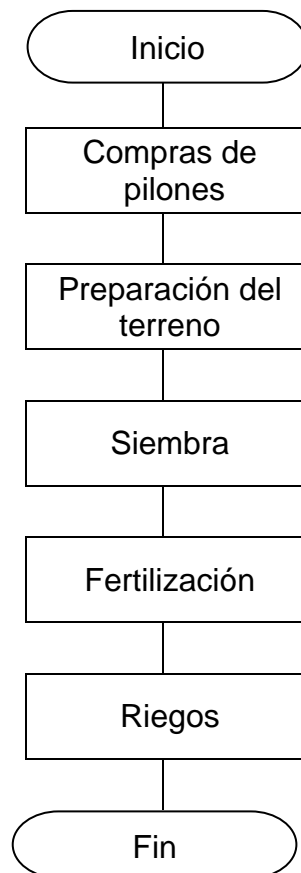 Inicio
Compras de
pilones
Preparación del
terreno
Siembra
Fertilización
Riegos
Fin